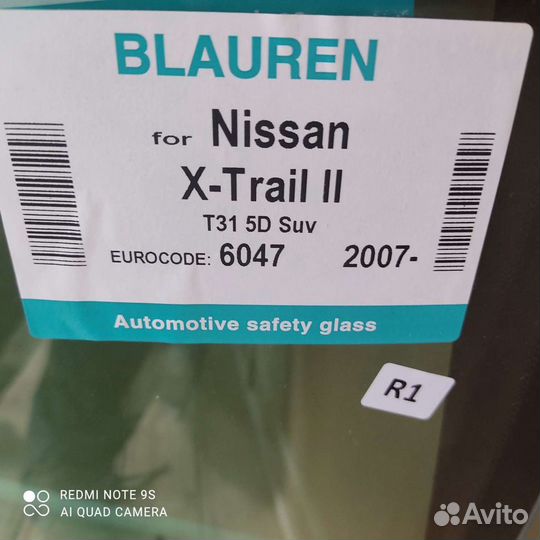 BLAUREN
for Nissan
X-Trail II
T31 5D Suv
EUROCODE: 6047 2007-
Automotive safety glass
R1
REDMI NOTE 9S
AI QUAD CAMERA
Avito